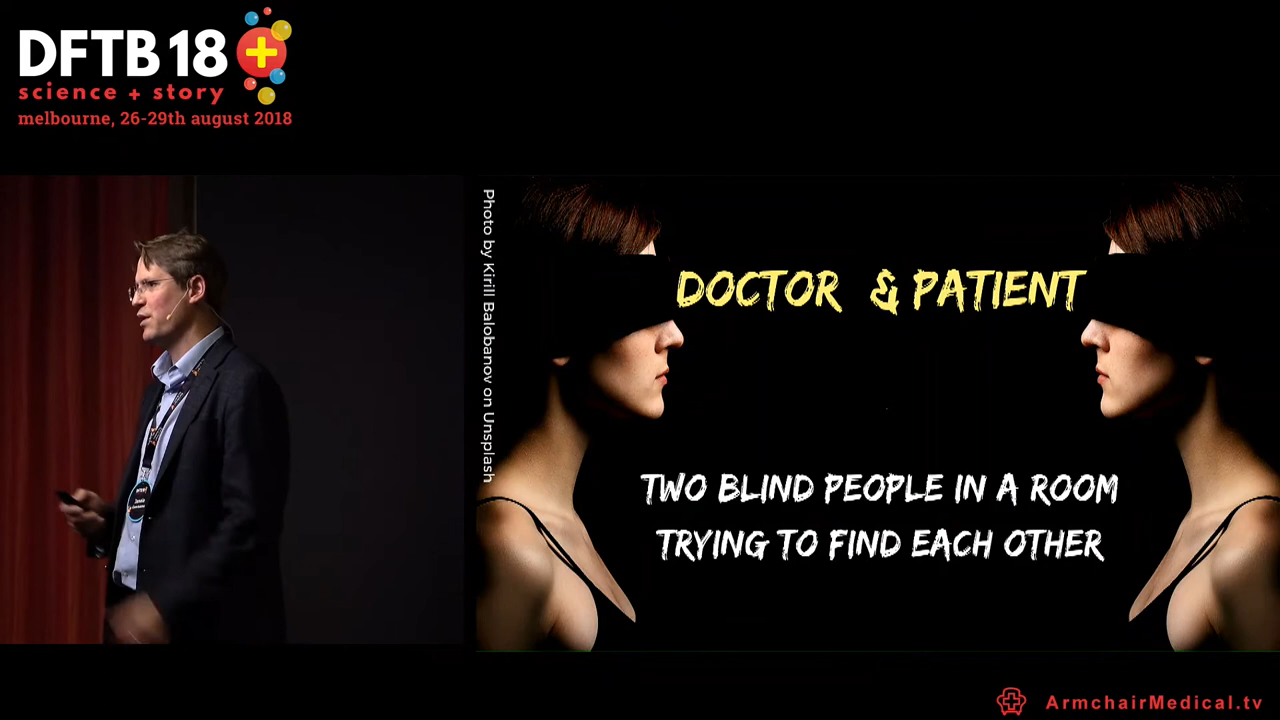 DFTB 18
science + story
melbourne, 26-29th august 2018
Photo by Kirill Balobanov on Unsplash
DOCTOR & PATIENT
TWO BLIND PEOPLE IN A ROOM
TRYING TO FIND EACH OTHER
ArmchairMedical.tv